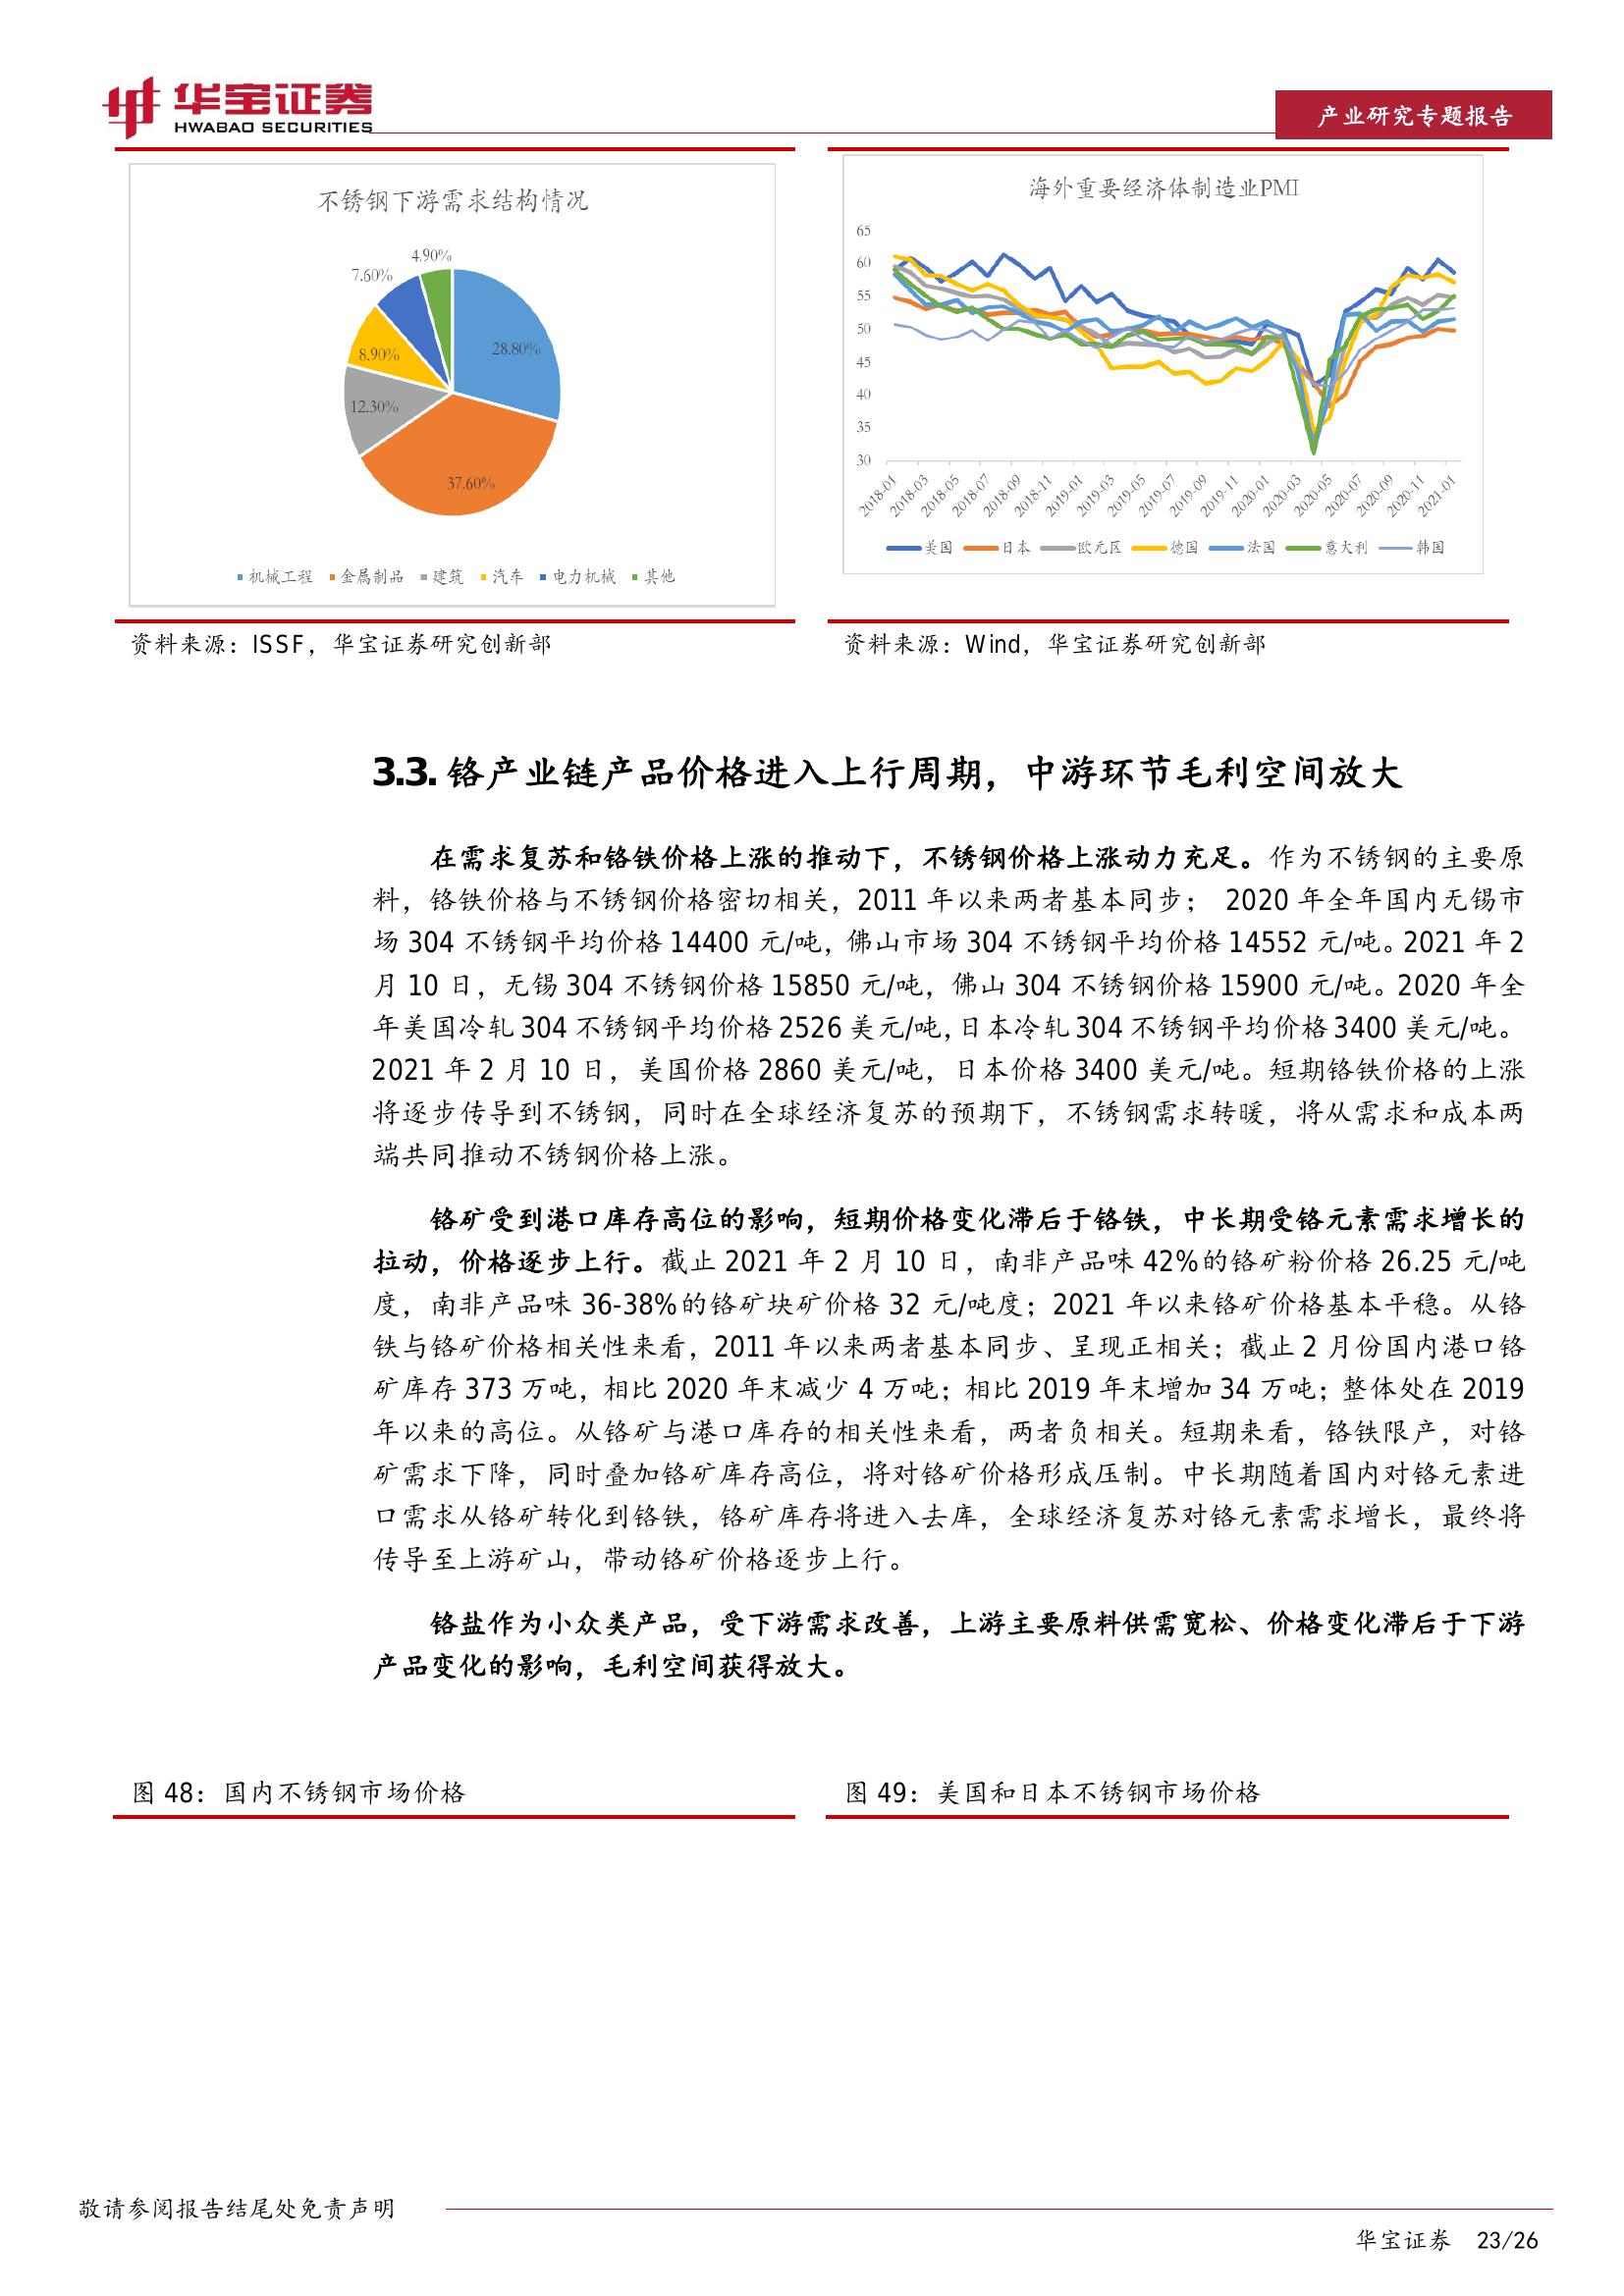 华宝证券
HWABAO SECURITIES
产业研究专题报告
不锈钢下游需求结构情况
4.90%
7.60%
28.80%
8.90%
12.30%
37.60%
机械工程 金属制品 建筑 汽车 电力机械 其他
资料来源：ISSF，华宝证券研究创新部
海外重要经济体制造业PMI
65
60
55
50
45
40
35
30
2018-01 2018-03 2018-05 2018-07 2018-09 2018-11 2019-01 2019-03 2019-05 2019-07 2019-09 2019-11 2020-01 2020-03 2020-05 2020-07 2020-09 2020-11 2021-01
美国 日本 欧元区 德国 法国 意大利 韩国
资料来源：Wind，华宝证券研究创新部
3.3. 铬产业链产品价格进入上行周期，中游环节毛利空间放大
在需求复苏和铬铁价格上涨的推动下，不锈钢价格上涨动力充足。作为不锈钢的主要原
料，铬铁价格与不锈钢价格密切相关，2011 年以来两者基本同步； 2020 年全年国内无锡市
场 304 不锈钢平均价格 14400 元/吨，佛山市场 304 不锈钢平均价格 14552 元/吨。2021 年 2
月 10 日，无锡 304 不锈钢价格 15850 元/吨，佛山 304 不锈钢价格 15900 元/吨。2020 年全
年美国冷轧 304 不锈钢平均价格 2526 美元/吨，日本冷轧 304 不锈钢平均价格 3400 美元/吨。
2021 年 2 月 10 日，美国价格 2860 美元/吨，日本价格 3400 美元/吨。短期铬铁价格的上涨
将逐步传导到不锈钢，同时在全球经济复苏的预期下，不锈钢需求转暖，将从需求和成本两
端共同推动不锈钢价格上涨。
铬矿受到港口库存高位的影响，短期价格变化滞后于铬铁，中长期受铬元素需求增长的
拉动，价格逐步上行。截止 2021 年 2 月 10 日，南非产品味 42%的铬矿粉价格 26.25 元/吨
度，南非产品味 36-38%的铬矿块矿价格 32 元/吨度；2021 年以来铬矿价格基本平稳。从铬
铁与铬矿价格相关性来看，2011 年以来两者基本同步、呈现正相关；截止 2 月份国内港口铬
矿库存 373 万吨，相比 2020 年末减少 4 万吨；相比 2019 年末增加 34 万吨；整体处在 2019
年以来的高位。从铬矿与港口库存的相关性来看，两者负相关。短期来看，铬铁限产，对铬
矿需求下降，同时叠加铬矿库存高位，将对铬矿价格形成压制。中长期随着国内对铬元素进
口需求从铬矿转化到铬铁，铬矿库存将进入去库，全球经济复苏对铬元素需求增长，最终将
传导至上游矿山，带动铬矿价格逐步上行。
铬盐作为小众类产品，受下游需求改善，上游主要原料供需宽松、价格变化滞后于下游
产品变化的影响，毛利空间获得放大。
图 48：国内不锈钢市场价格
图 49：美国和日本不锈钢市场价格
敬请参阅报告结尾处免责声明
华宝证券 23/26